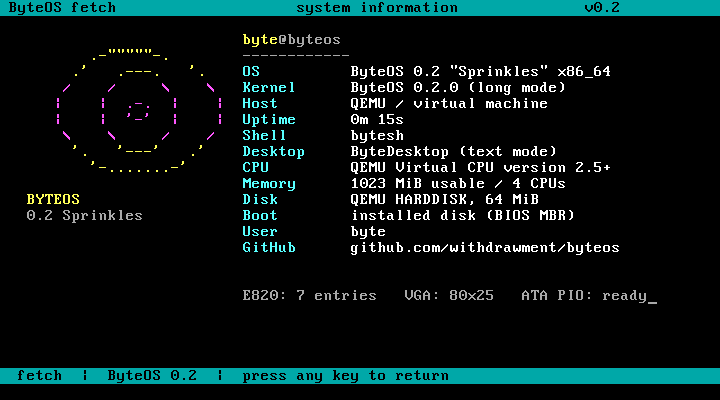 ByteOS fetch system information v0.2
byte@byteos
------------
OS ByteOS 0.2 "Sprinkles" x86_64
Kernel ByteOS 0.2.0 (long mode)
Host QEMU / virtual machine
Uptime 0m 15s
Shell bytesh
Desktop ByteDesktop (text mode)
CPU QEMU Virtual CPU version 2.5+
Memory 1023 MiB usable / 4 CPUs
Disk QEMU HARDDISK, 64 MiB
Boot installed disk (BIOS MBR)
User byte
GitHub github.com/withdrawment/byteos
BYTEOS
0.2 Sprinkles
E820: 7 entries VGA: 80x25 ATA PIO: ready_
fetch | ByteOS 0.2 | press any key to return